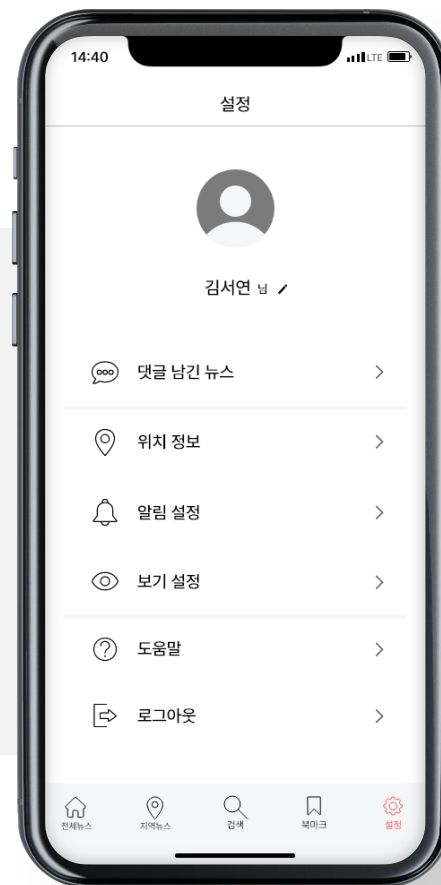 14:40 LTE
설정
김서연 님
댓글 남긴 뉴스
위치 정보
알림 설정
보기 설정
도움말
로그아웃
전체뉴스 지역뉴스 검색 북마크 설정